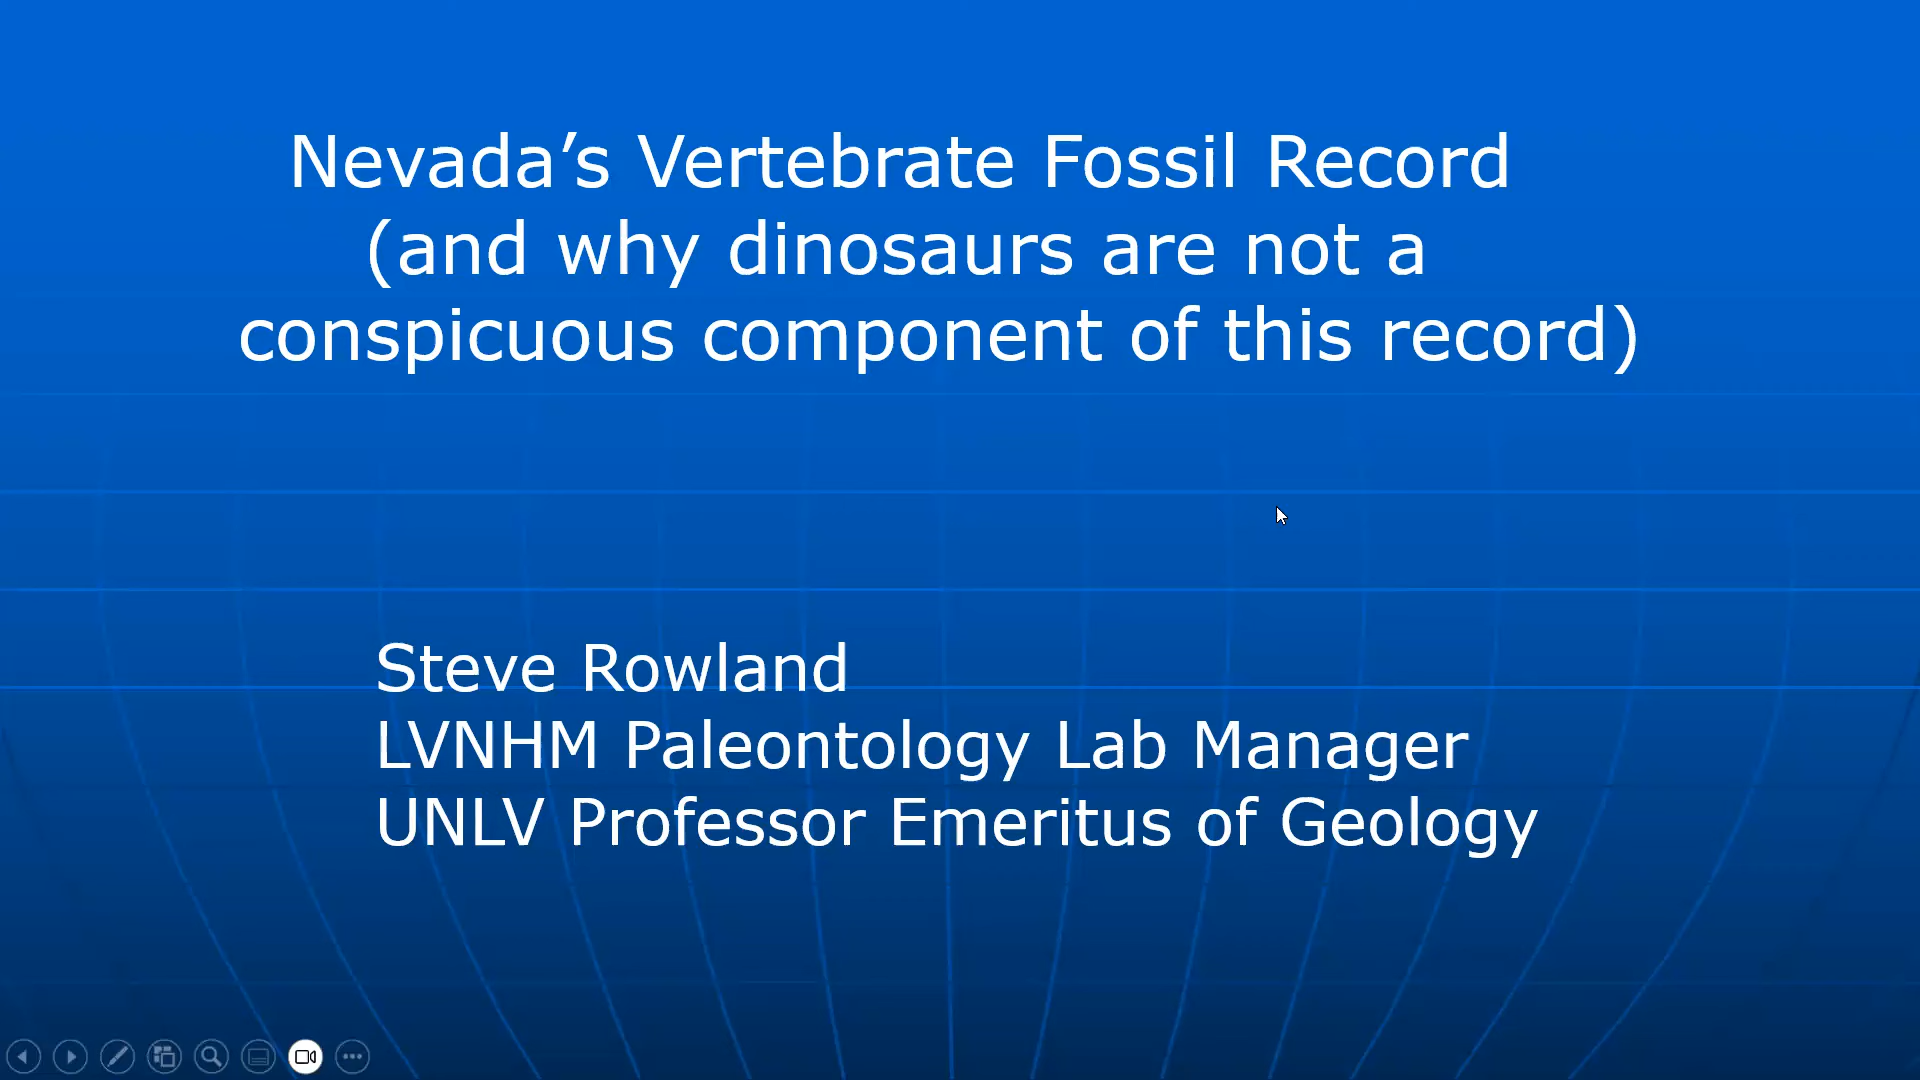 Nevada’s Vertebrate Fossil Record
(and why dinosaurs are not a
conspicuous component of this record)
Steve Rowland
LVNHM Paleontology Lab Manager
UNLV Professor Emeritus of Geology